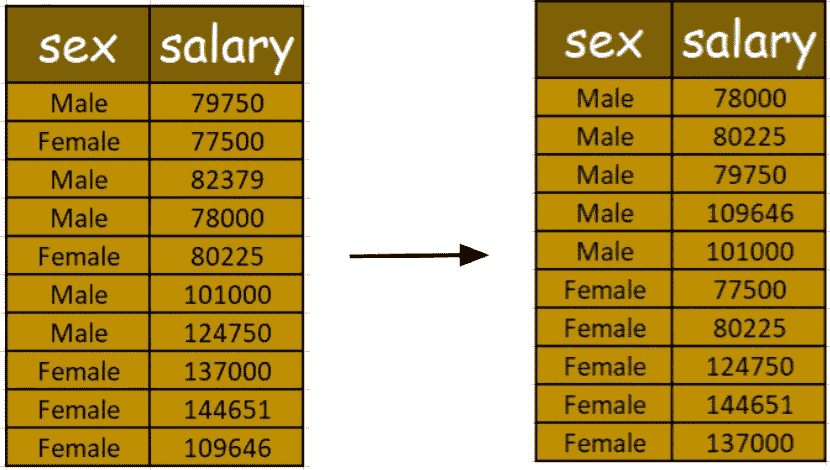 sex salary
Male 79750
Female 77500
Male 82379
Male 78000
Female 80225
Male 101000
Male 124750
Female 137000
Female 144651
Female 109646
sex salary
Male 78000
Male 80225
Male 79750
Male 109646
Male 101000
Female 77500
Female 80225
Female 124750
Female 144651
Female 137000